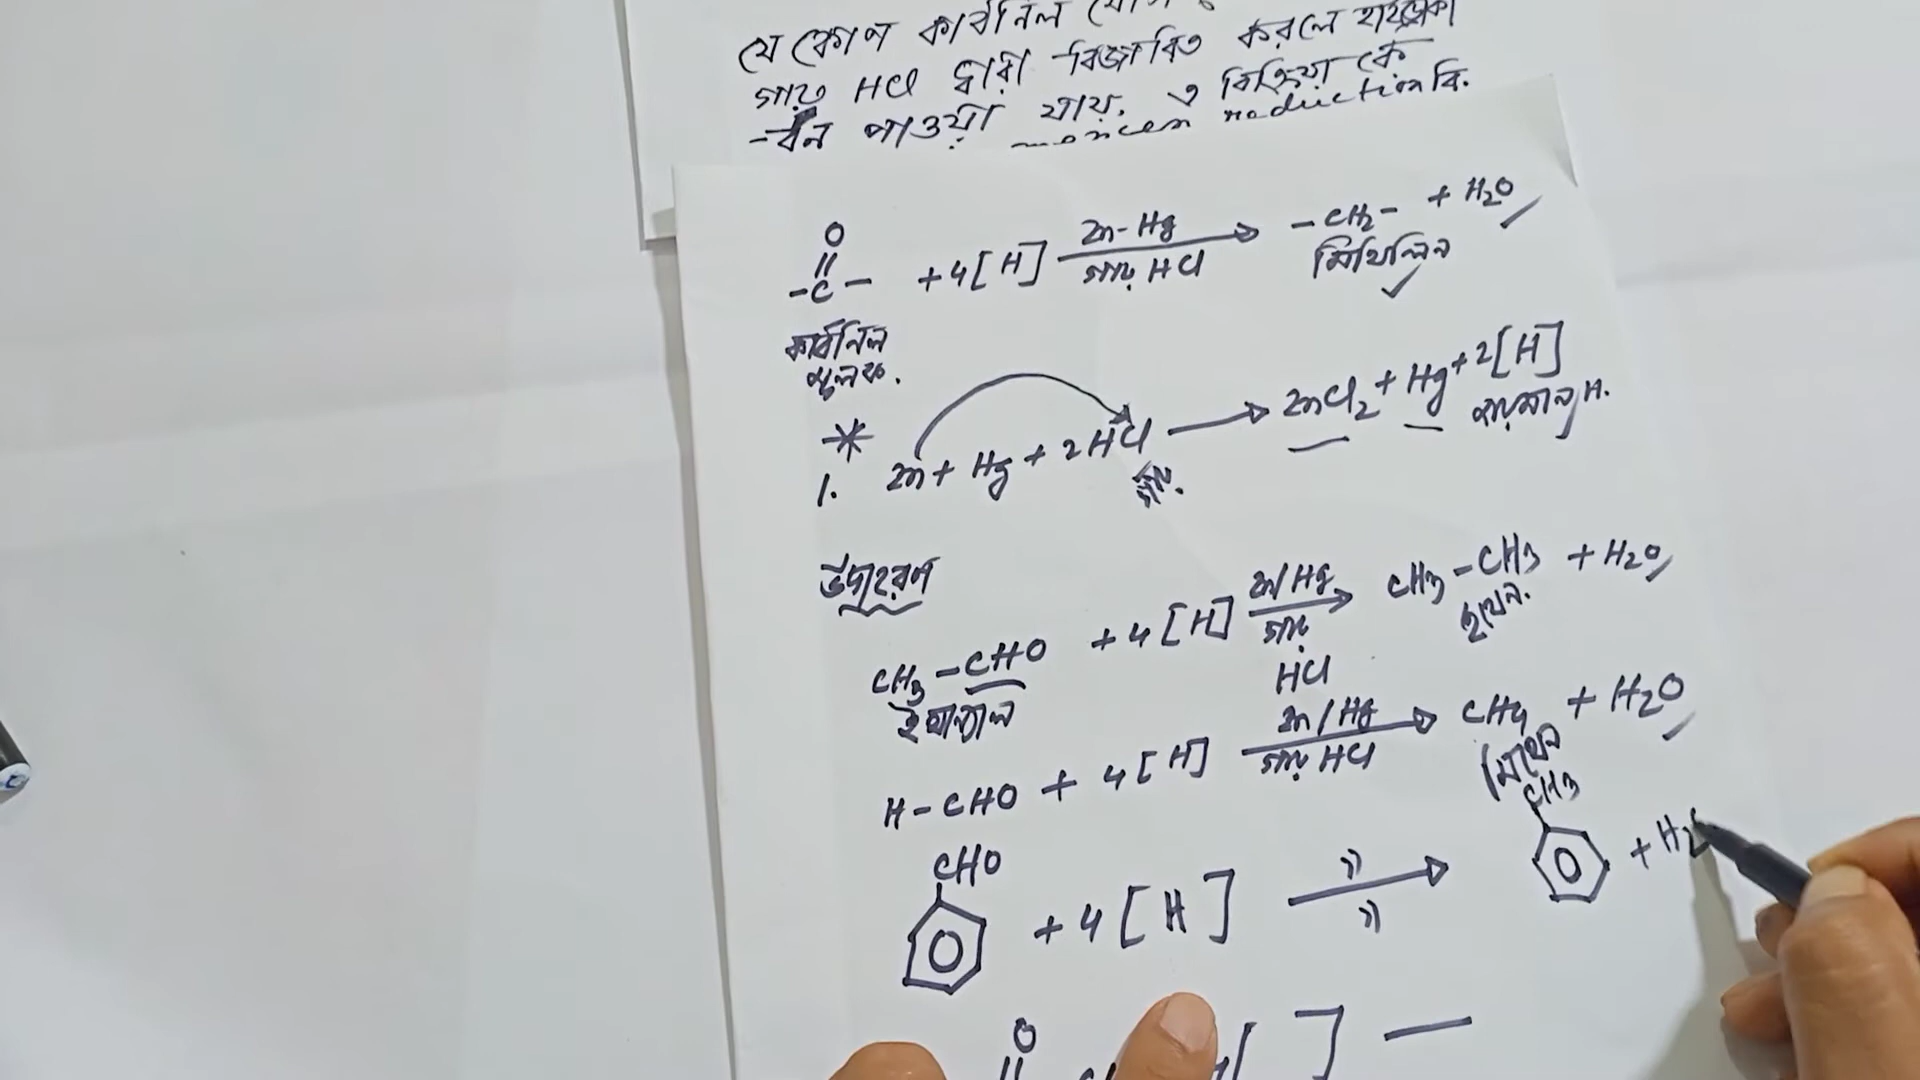 যে কোন কার্বনিল
গাঢ় HCl দ্বারা বিজারিত করলে হাইড্রোকা
-র্বন পাওয়া যায়. এ বিক্রিয়া কে
reduction বি.
O
||
-C- + 4[H] Zn-Hg → গাঢ় HCl -CH2- + H2O
কার্বনিল মূলক. মিথিলিন
*
1. Zn + Hg + 2HCl → ZnCl2 + Hg + 2[H]
গাঢ়. জায়মান H.
উদাহরণ
CH3-CHO + 4[H] Zn/Hg → গাঢ় HCl CH3-CH3 + H2O
ইথান্যাল ইথেন.
H-CHO + 4[H] Zn/Hg → গাঢ় HCl CH4 + H2O
মিথেন
CHO CH3
+ 4[H] " → " + H2
O
||